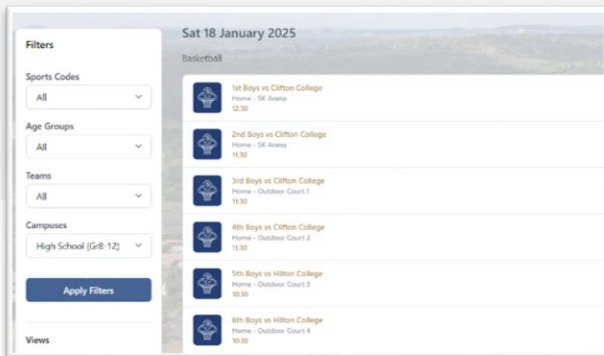 Filters
Sports Codes
All
Age Groups
All
Teams
All
Campuses
High School (Gr8-12)
Apply Filters
Views
Sat 18 January 2025
Basketball
1st Boys vs Clifton College
Home - SK Arena
12:30
2nd Boys vs Clifton College
Home - SK Arena
11:30
3rd Boys vs Clifton College
Home - Outdoor Court 1
11:30
4th Boys vs Clifton College
Home - Outdoor Court 2
11:30
5th Boys vs Hilton College
Home - Outdoor Court 3
10:30
6th Boys vs Hilton College
Home - Outdoor Court 4
10:30